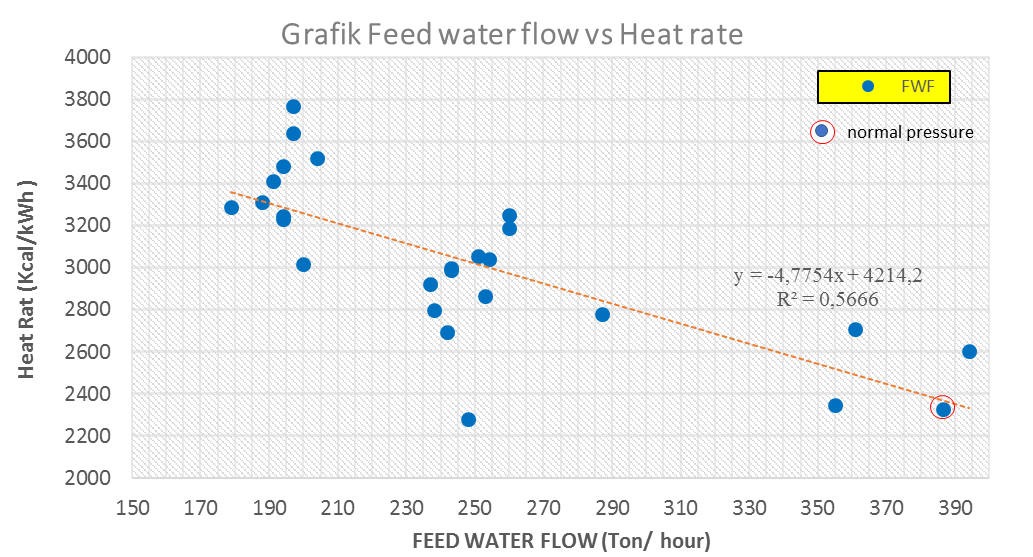 Grafik Feed water flow vs Heat rate
4000
3800
3600
3400
3200
3000
2800
2600
2400
2200
2000
Heat Rat (Kcal/kWh )
FWF
normal pressure
y = -4,7754x + 4214,2
R² = 0,5666
150 170 190 210 230 250 270 290 310 330 350 370 390
FEED WATER FLOW (Ton/ hour)